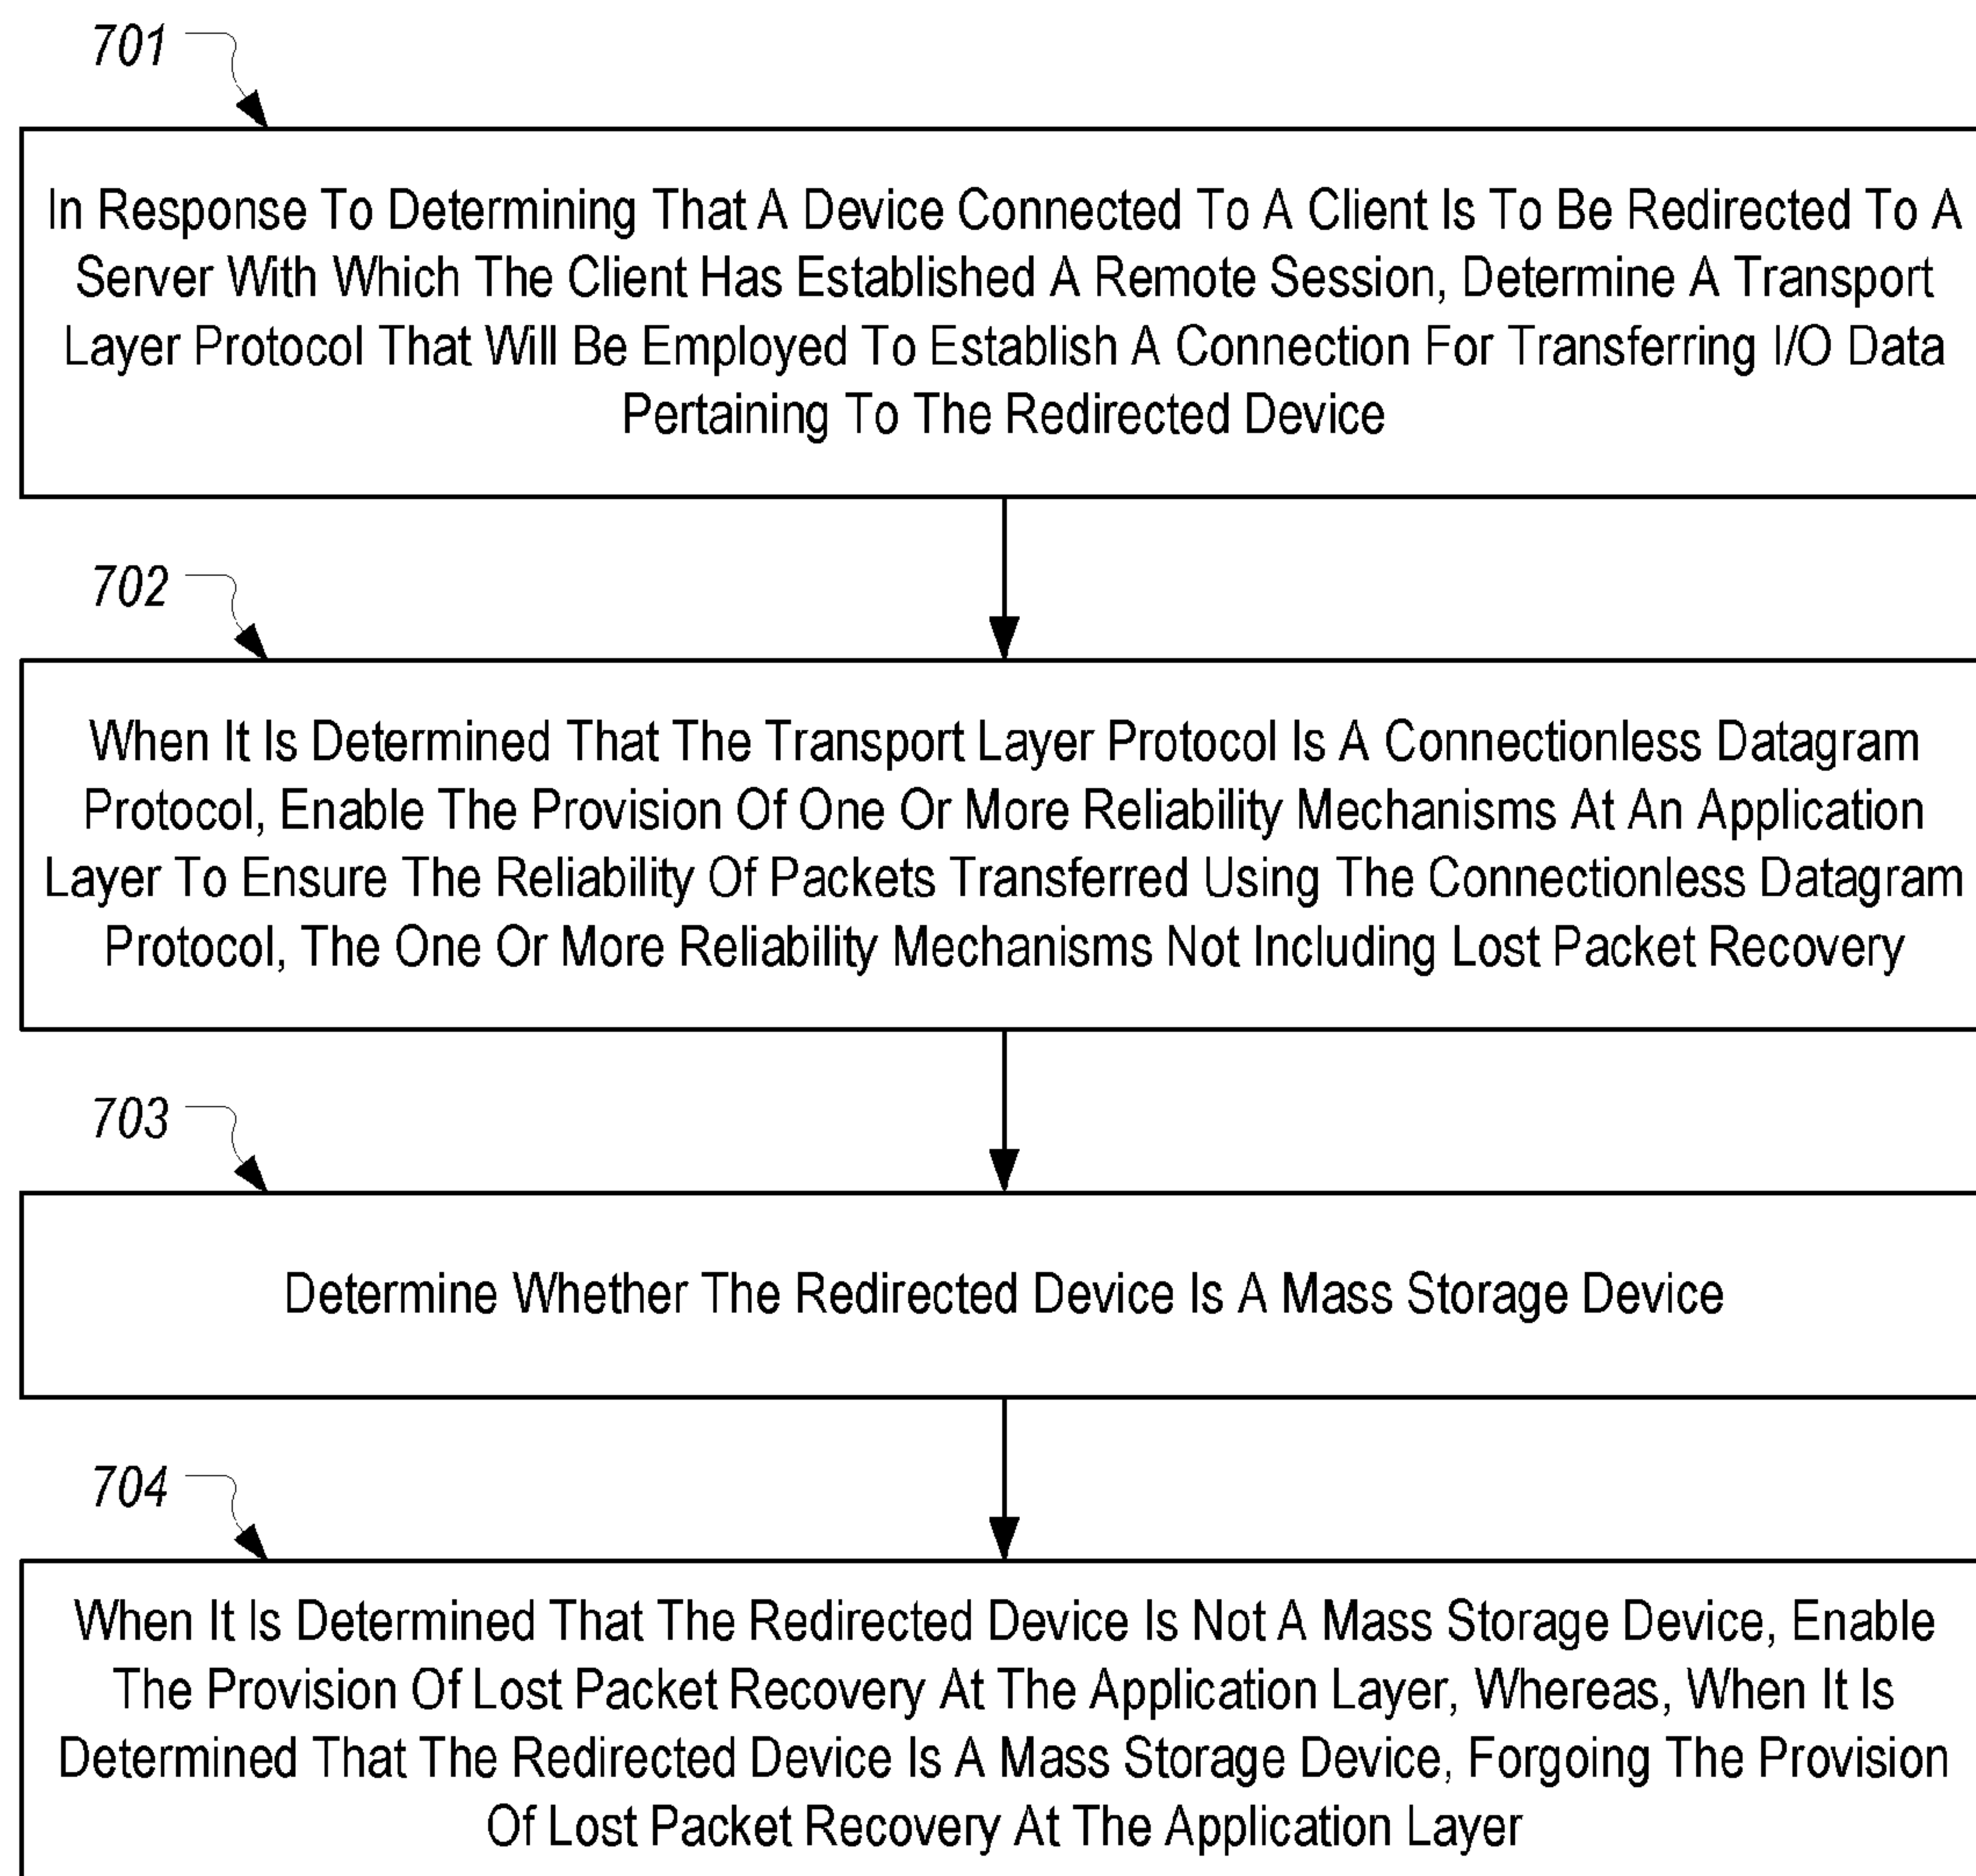 701
In Response To Determining That A Device Connected To A Client Is To Be Redirected To A
Server With Which The Client Has Established A Remote Session, Determine A Transport
Layer Protocol That Will Be Employed To Establish A Connection For Transferring I/O Data
Pertaining To The Redirected Device
702
When It Is Determined That The Transport Layer Protocol Is A Connectionless Datagram
Protocol, Enable The Provision Of One Or More Reliability Mechanisms At An Application
Layer To Ensure The Reliability Of Packets Transferred Using The Connectionless Datagram
Protocol, The One Or More Reliability Mechanisms Not Including Lost Packet Recovery
703
Determine Whether The Redirected Device Is A Mass Storage Device
704
When It Is Determined That The Redirected Device Is Not A Mass Storage Device, Enable
The Provision Of Lost Packet Recovery At The Application Layer, Whereas, When It Is
Determined That The Redirected Device Is A Mass Storage Device, Forgoing The Provision
Of Lost Packet Recovery At The Application Layer